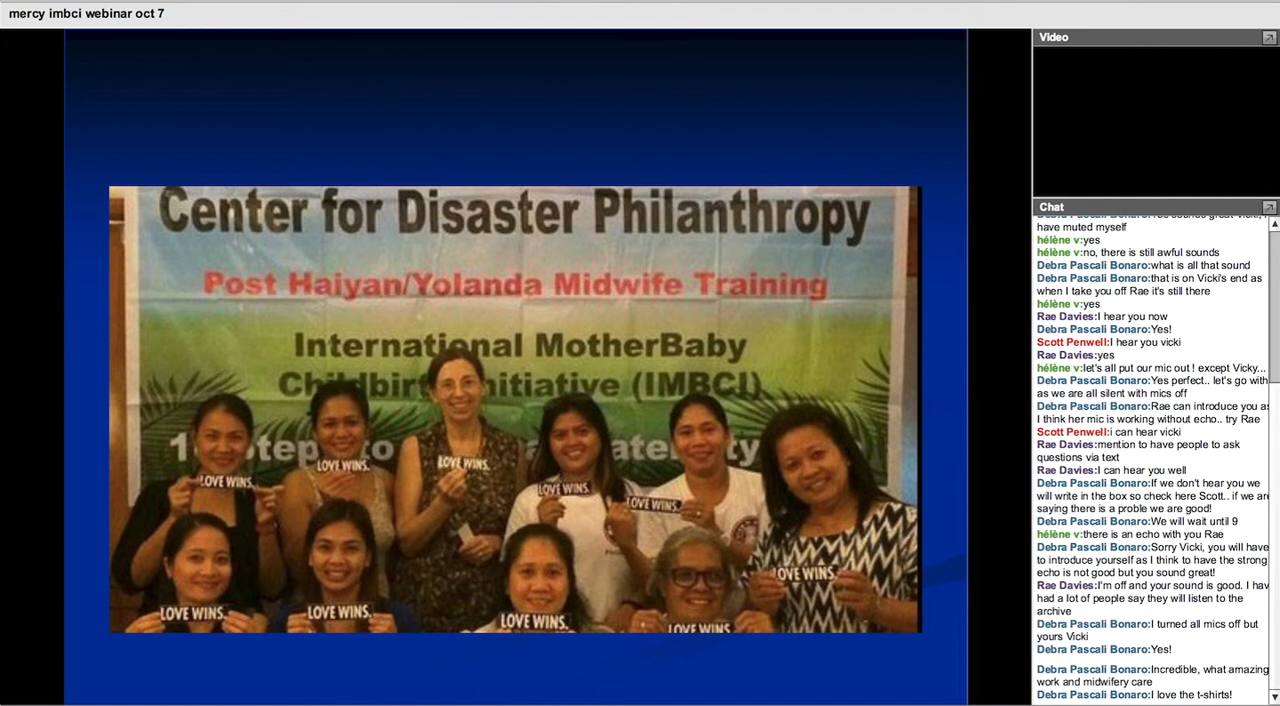 mercy imbci webinar oct 7
Center for Disaster Philanthropy
Post Haiyan/Yolanda Midwife Training
International MotherBaby
Childbirth Initiative (IMBCI)
LOVE WINS.
LOVE WINS.
LOVE WINS.
LOVE WINS.
LOVE WINS.
LOVE WINS.
LOVE WINS.
LOVE WINS.
LOVE WINS.
LOVE WINS.
Video
Chat
have muted myself
hélène v:yes
hélène v:no, there is still awful sounds
Debra Pascali Bonaro:what is all that sound
Debra Pascali Bonaro:that is on Vicki's end as
when I take you off Rae it's still there
hélène v:yes
Rae Davies:I hear you now
Debra Pascali Bonaro:Yes!
Scott Penwell:I hear you vicki
Rae Davies:yes
hélène v:let's all put our mic out ! except Vicky...
Debra Pascali Bonaro:Yes perfect.. let's go with
as we are all silent with mics off
Debra Pascali Bonaro:Rae can introduce you as
I think her mic is working without echo.. try Rae
Scott Penwell:i can hear vicki
Rae Davies:mention to have people to ask
questions via text
Rae Davies:I can hear you well
Debra Pascali Bonaro:If we don't hear you we
will write in the box so check here Scott.. if we are
saying there is a proble we are good!
Debra Pascali Bonaro:We will wait until 9
hélène v:there is an echo with you Rae
Debra Pascali Bonaro:Sorry Vicki, you will have
to introduce yourself as I think to have the strong
echo is not good but you sound great!
Rae Davies:I'm off and your sound is good. I hav
had a lot of people say they will listen to the
archive
Debra Pascali Bonaro:I turned all mics off but
yours Vicki
Debra Pascali Bonaro:Yes!
Debra Pascali Bonaro:Incredible, what amazing
work and midwifery care
Debra Pascali Bonaro:I love the t-shirts!